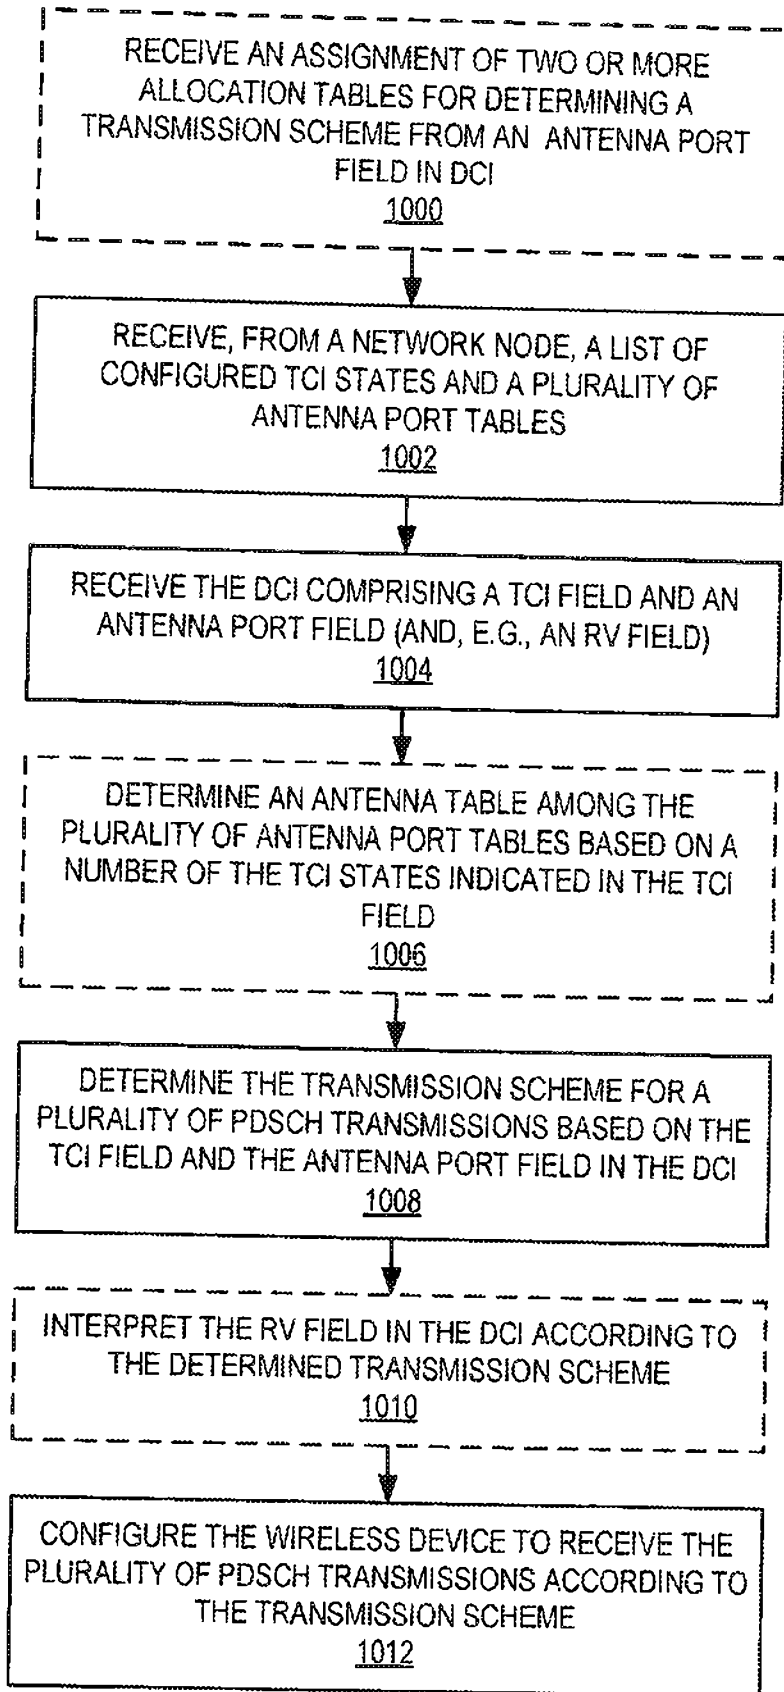 RECEIVE AN ASSIGNMENT OF TWO OR MORE
ALLOCATION TABLES FOR DETERMINING A
TRANSMISSION SCHEME FROM AN ANTENNA PORT
FIELD IN DCI
1000
RECEIVE, FROM A NETWORK NODE, A LIST OF
CONFIGURED TCI STATES AND A PLURALITY OF
ANTENNA PORT TABLES
1002
RECEIVE THE DCI COMPRISING A TCI FIELD AND AN
ANTENNA PORT FIELD (AND, E.G., AN RV FIELD)
1004
DETERMINE AN ANTENNA TABLE AMONG THE
PLURALITY OF ANTENNA PORT TABLES BASED ON A
NUMBER OF THE TCI STATES INDICATED IN THE TCI
FIELD
1006
DETERMINE THE TRANSMISSION SCHEME FOR A
PLURALITY OF PDSCH TRANSMISSIONS BASED ON THE
TCI FIELD AND THE ANTENNA PORT FIELD IN THE DCI
1008
INTERPRET THE RV FIELD IN THE DCI ACCORDING TO
THE DETERMINED TRANSMISSION SCHEME
1010
CONFIGURE THE WIRELESS DEVICE TO RECEIVE THE
PLURALITY OF PDSCH TRANSMISSIONS ACCORDING TO
THE TRANSMISSION SCHEME
1012